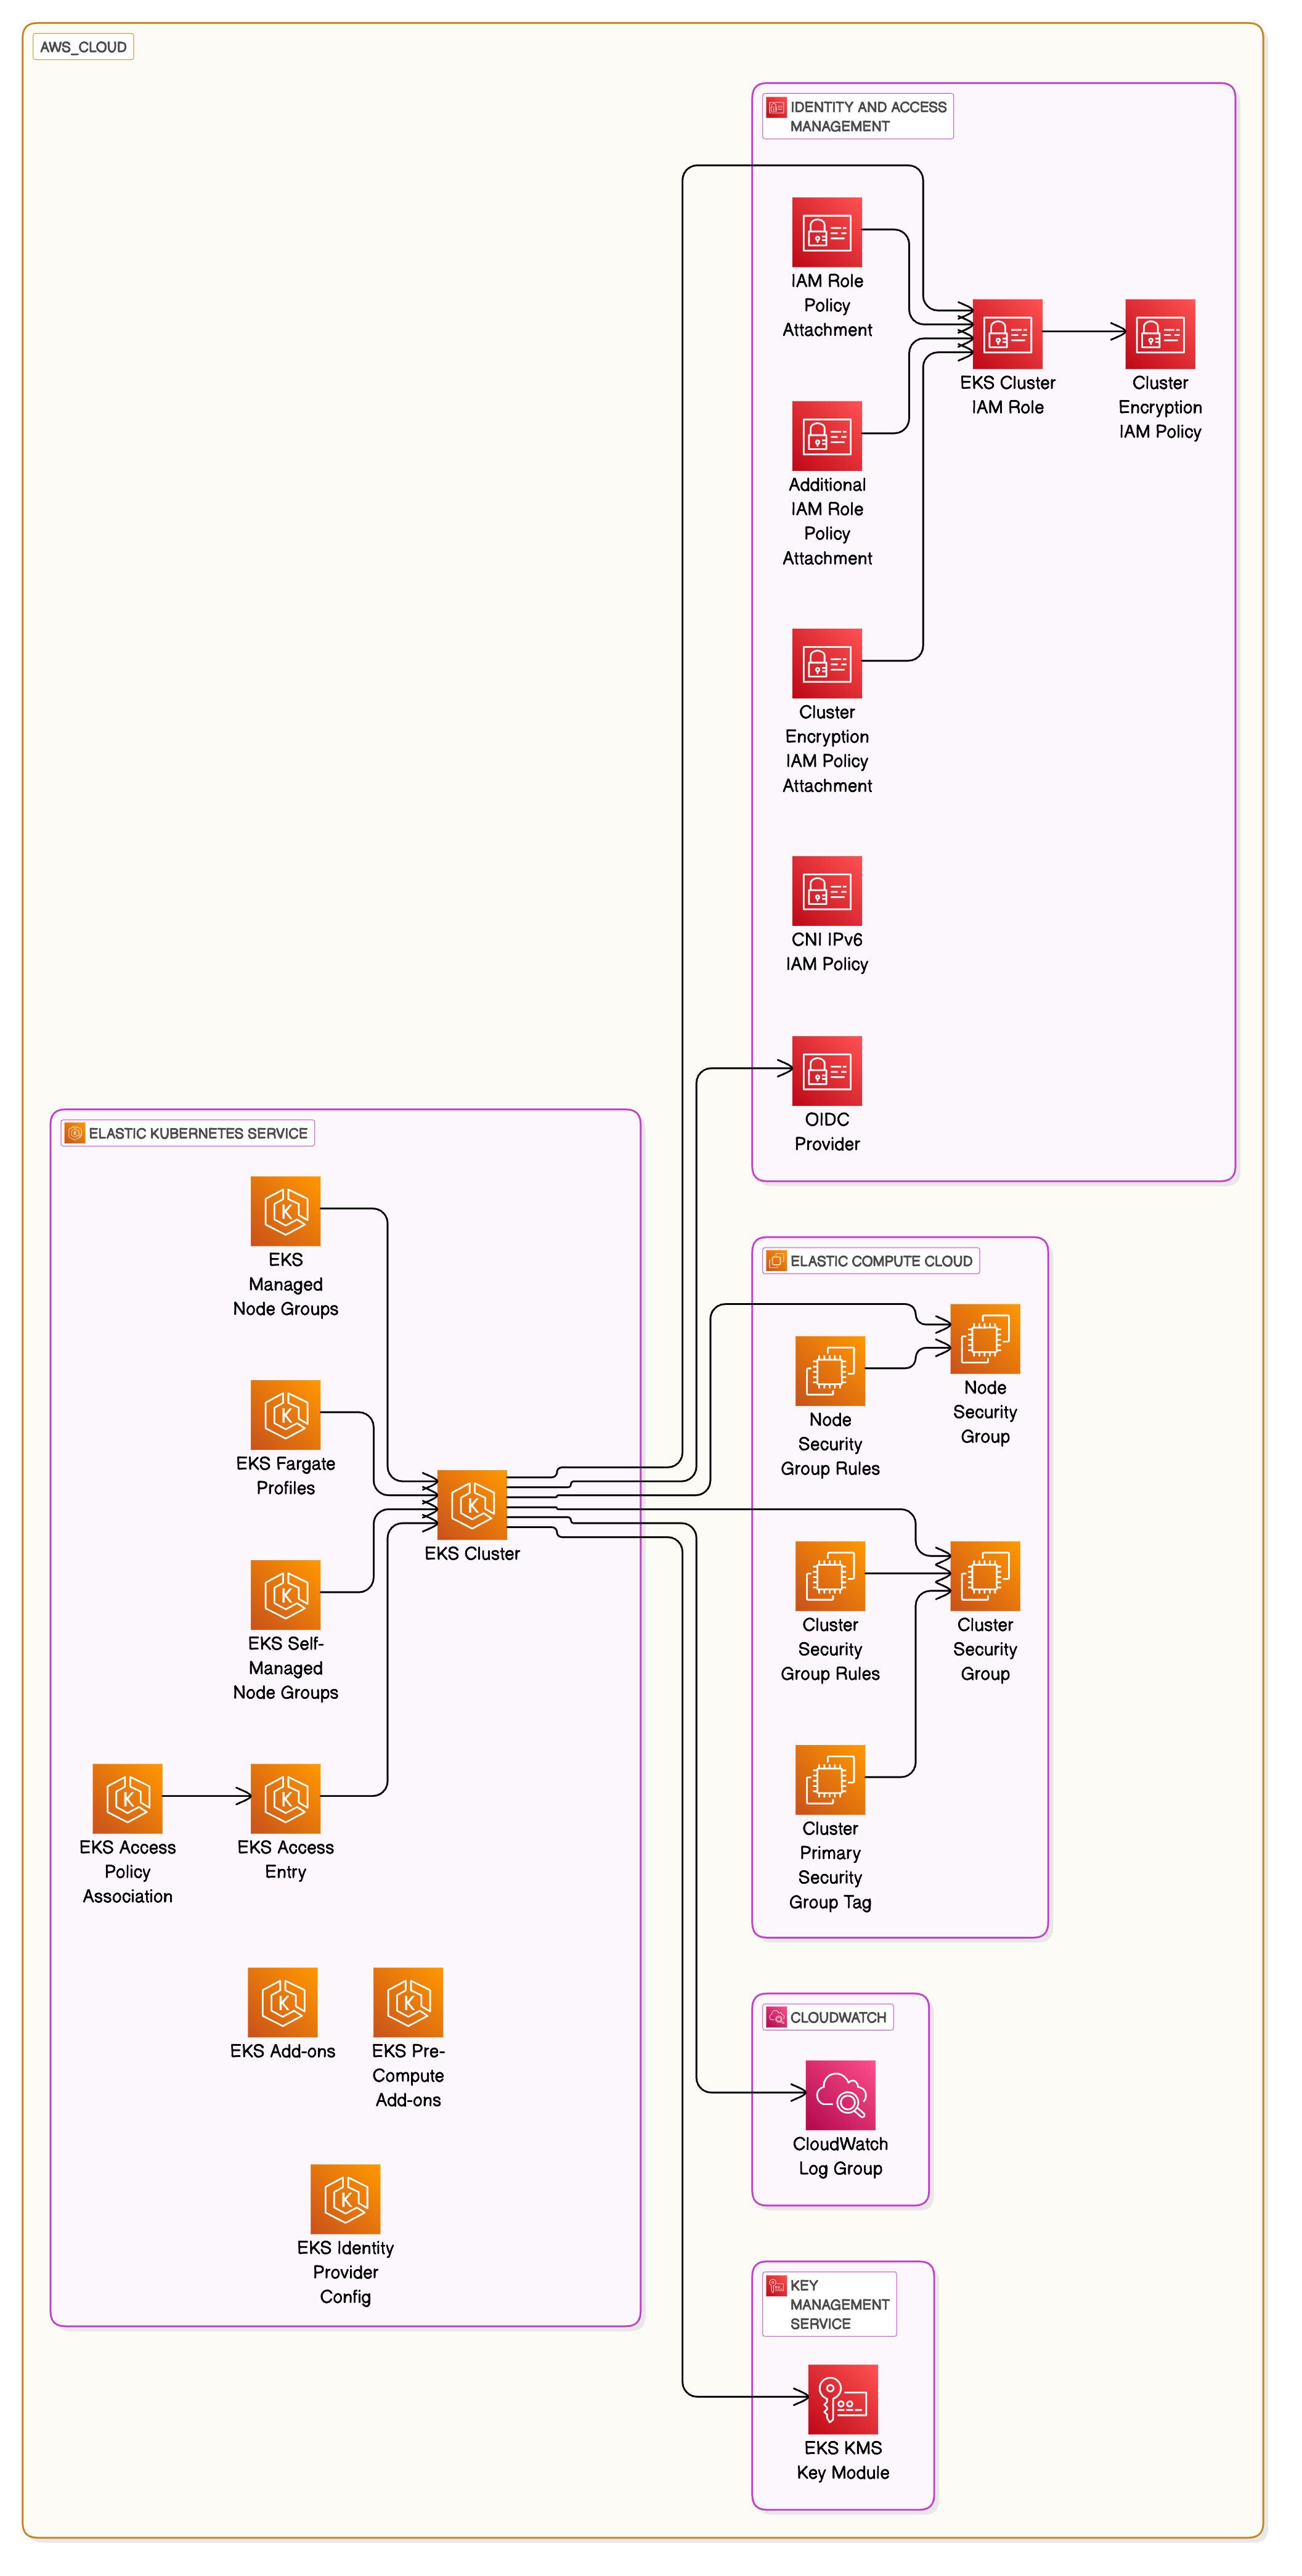 AWS_CLOUD
IDENTITY AND ACCESS
MANAGEMENT
IAM Role
Policy
Attachment
EKS Cluster
IAM Role
Cluster
Encryption
IAM Policy
Additional
IAM Role
Policy
Attachment
Cluster
Encryption
IAM Policy
Attachment
CNI IPv6
IAM Policy
OIDC
Provider
ELASTIC KUBERNETES SERVICE
EKS
Managed
Node Groups
EKS Fargate
Profiles
EKS Cluster
EKS Self-
Managed
Node Groups
EKS Access
Policy
Association
EKS Access
Entry
EKS Add-ons
EKS Pre-
Compute
Add-ons
EKS Identity
Provider
Config
ELASTIC COMPUTE CLOUD
Node
Security
Group
Node
Security
Group Rules
Cluster
Security
Group Rules
Cluster
Security
Group
Cluster
Primary
Security
Group Tag
CLOUDWATCH
CloudWatch
Log Group
KEY
MANAGEMENT
SERVICE
EKS KMS
Key Module